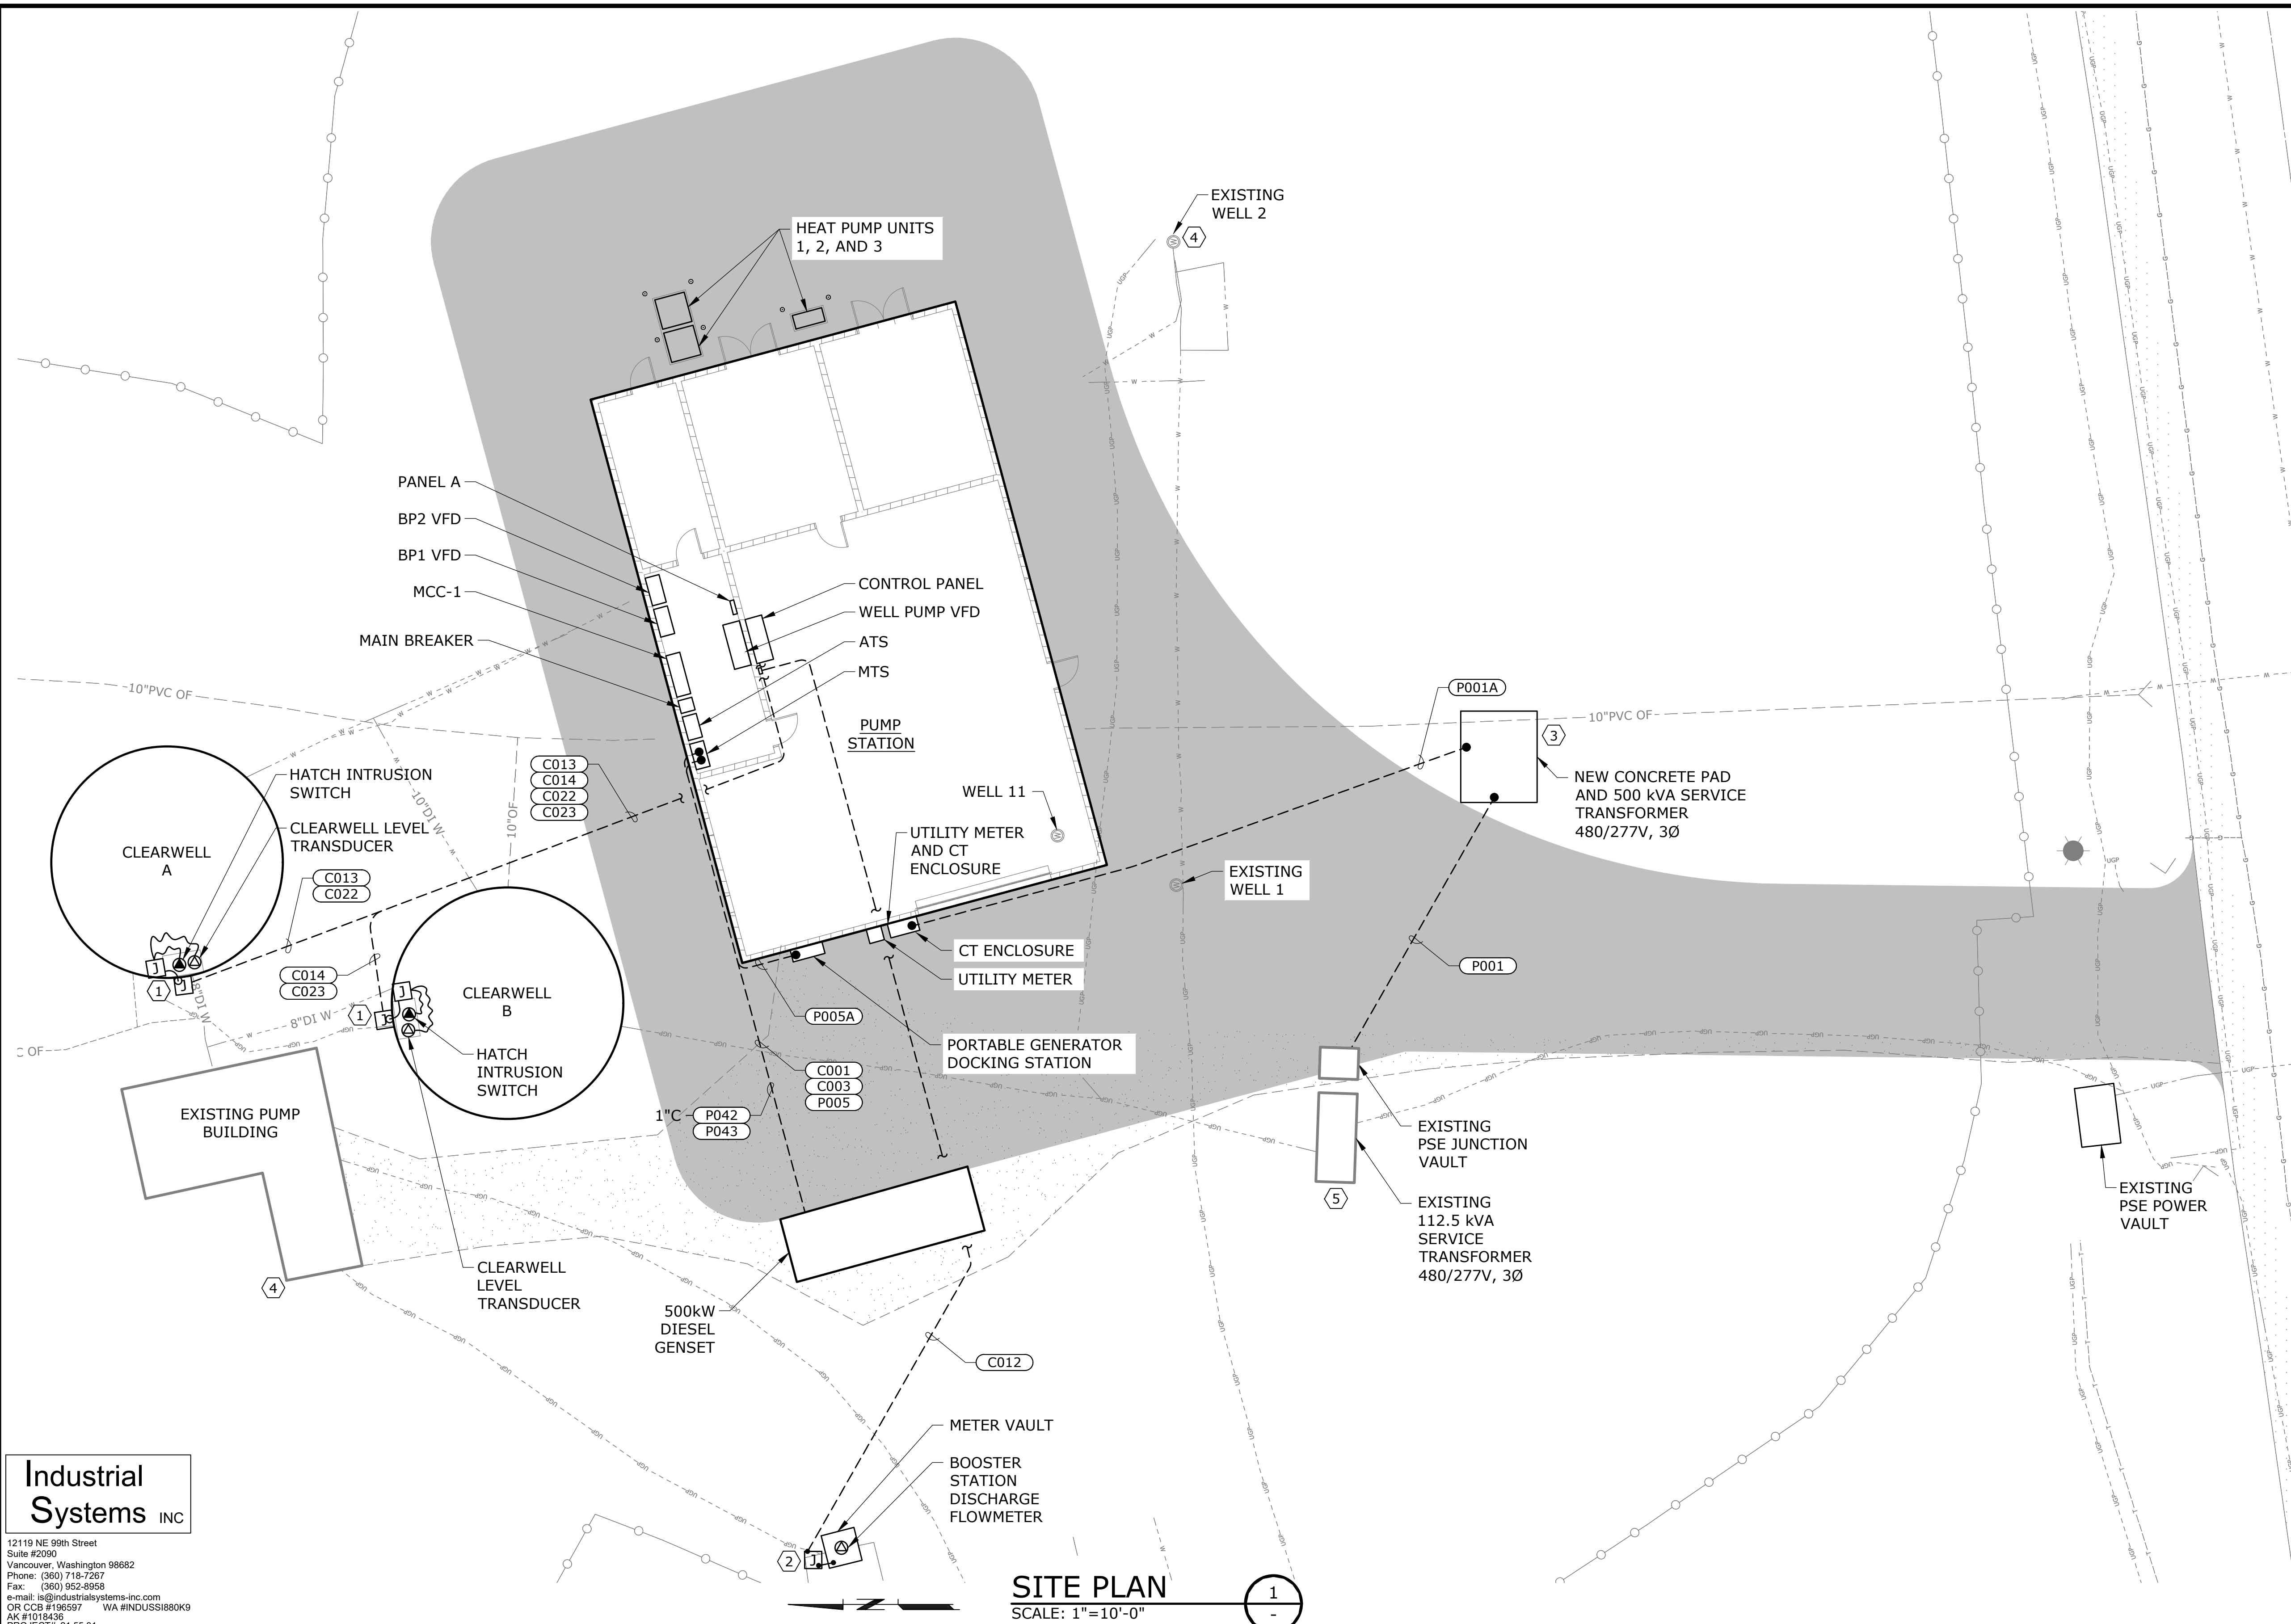 EXISTING
WELL 2
4
HEAT PUMP UNITS
1, 2, AND 3
PANEL A
BP2 VFD
BP1 VFD
MCC-1
MAIN BREAKER
CONTROL PANEL
WELL PUMP VFD
ATS
MTS
PUMP
STATION
10"PVC OF
10"PVC OF
P001A
3
NEW CONCRETE PAD
AND 500 kVA SERVICE
TRANSFORMER
480/277V, 3Ø
C013
C014
C022
C023
HATCH INTRUSION
SWITCH
CLEARWELL LEVEL
TRANSDUCER
10"DI W
10"OF
WELL 11
W
UTILITY METER
AND CT
ENCLOSURE
CLEARWELL
A
C013
C022
EXISTING
WELL 1
CT ENCLOSURE
UTILITY METER
P001
C014
C023
J
J
1
8"DI W
8"DI W
CLEARWELL
B
J
J
1
P005A
C OF
HATCH
INTRUSION
SWITCH
PORTABLE GENERATOR
DOCKING STATION
C001
C003
P005
1"C
P042
P043
EXISTING PUMP
BUILDING
4
EXISTING
PSE JUNCTION
VAULT
5
EXISTING
112.5 kVA
SERVICE
TRANSFORMER
480/277V, 3Ø
EXISTING
PSE POWER
VAULT
CLEARWELL
LEVEL
TRANSDUCER
500kW
DIESEL
GENSET
C012
METER VAULT
BOOSTER
STATION
DISCHARGE
FLOWMETER
2
J
N
SITE PLAN
SCALE: 1"=10'-0"
1
-
Industrial
Systems INC
12119 NE 99th Street
Suite #2090
Vancouver, Washington 98682
Phone: (360) 718-7267
Fax: (360) 952-8958
e-mail: is@industrialsystems-inc.com
OR CCB #196597 WA #INDUSSI880K9
AK #1018436
UGP
W
G
T